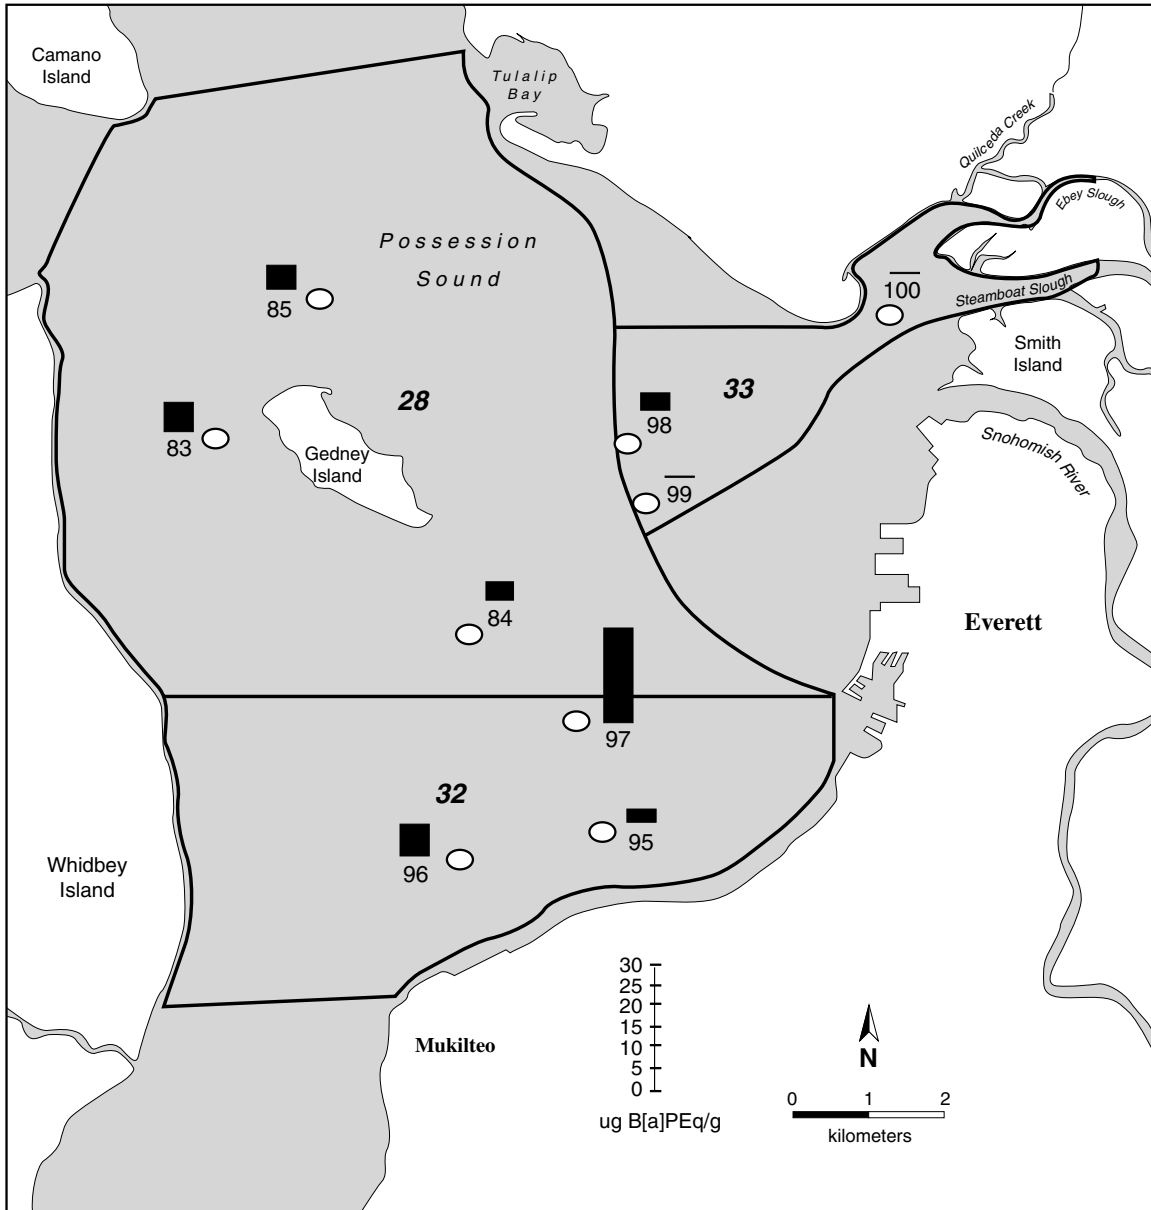 Camano
Island
Tulalip
Bay
Quilceda Creek
Ebey Slough
Possession
Sound
85
100
Steamboat Slough
Smith
Island
28
33
98
83
Gedney
Island
Snohomish River
99
84
Everett
97
32
95
96
Whidbey
Island
30
25
20
15
10
5
0
ug B[a]PEq/g
Mukilteo
N
0 1 2
kilometers